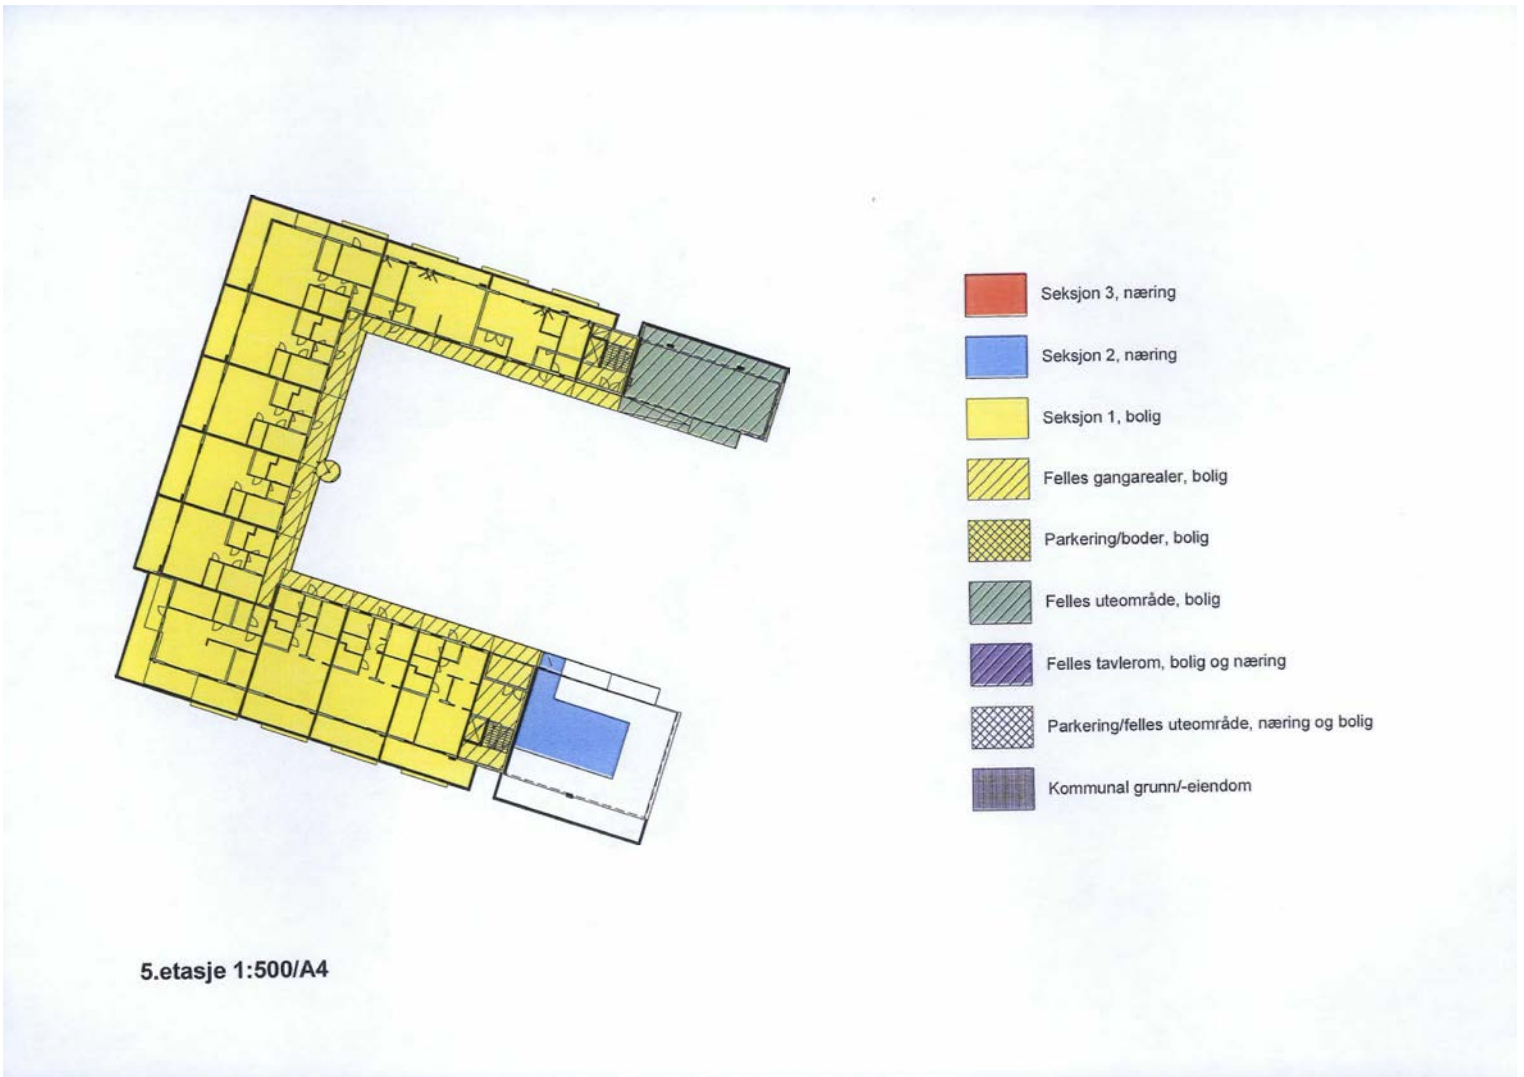 Seksjon 3, næring
Seksjon 2, næring
Seksjon 1, bolig
Felles gangarealer, bolig
Parkering/boder, bolig
Felles uteområde, bolig
Felles tavlerom, bolig og næring
Parkering/felles uteområde, næring og bolig
Kommunal grunn/-eiendom
5.etasje 1:500/A4